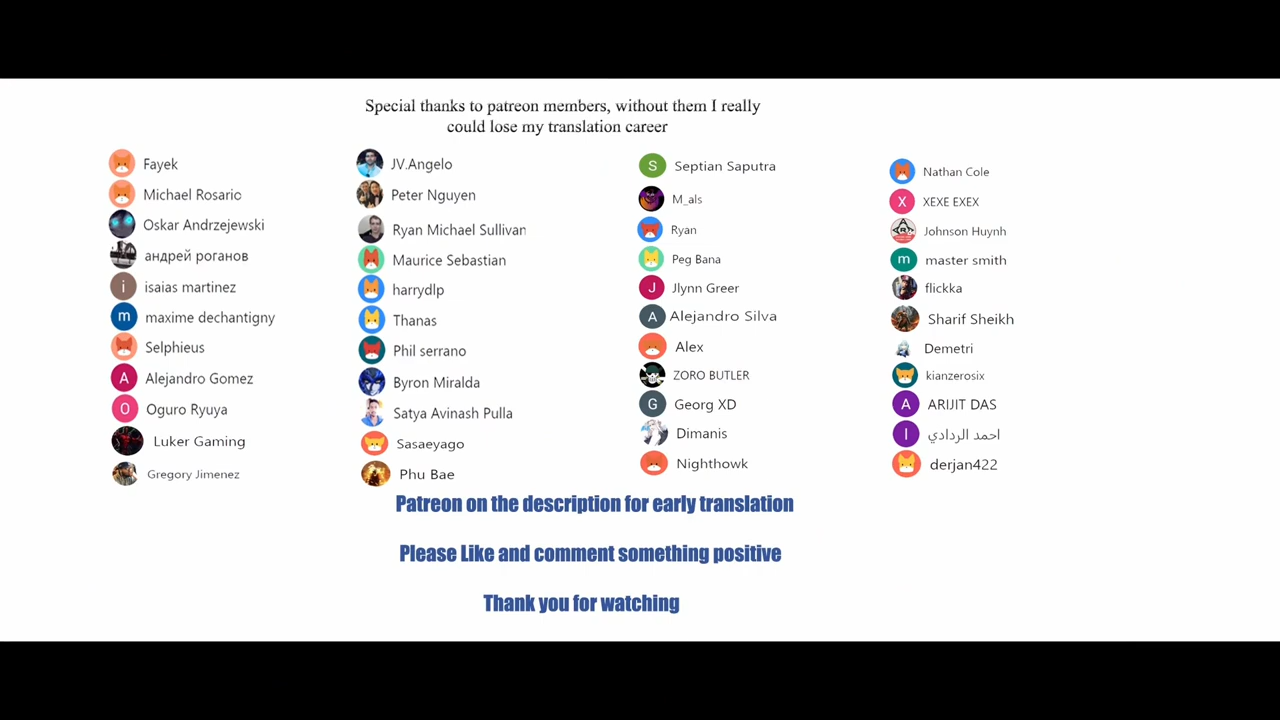 Special thanks to patreon members, without them I really
could lose my translation career
Fayek
Michael Rosario
Oskar Andrzejewski
андрей роганов
i isaias martinez
m maxime dechantigny
Selphieus
A Alejandro Gomez
O Oguro Ryuya
Luker Gaming
Gregory Jimenez
JV.Angelo
Peter Nguyen
Ryan Michael Sullivan
Maurice Sebastian
harrydlp
Thanas
Phil serrano
Byron Miralda
Satya Avinash Pulla
Sasaeyago
Phu Bae
S Septian Saputra
M_als
Ryan
Peg Bana
J Jlynn Greer
A Alejandro Silva
Alex
ZORO BUTLER
G Georg XD
Dimanis
Nighthowk
Nathan Cole
X XEXE EXEX
Johnson Huynh
m master smith
flickka
Sharif Sheikh
Demetri
kianzerosix
A ARIJIT DAS
I احمد الردادي
derjan422
Patreon on the description for early translation
Please Like and comment something positive
Thank you for watching